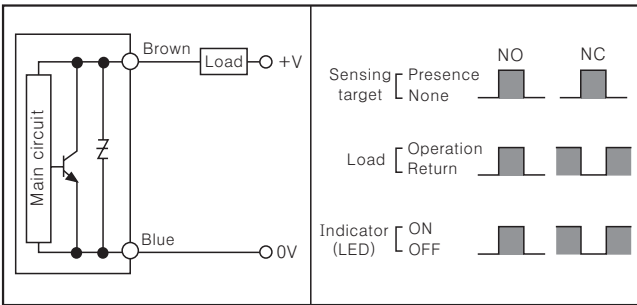 Brown
Load
+V
Main circuit
Blue
0V
NO NC
Sensing target
Presence
None
Load
Operation
Return
Indicator (LED)
ON
OFF